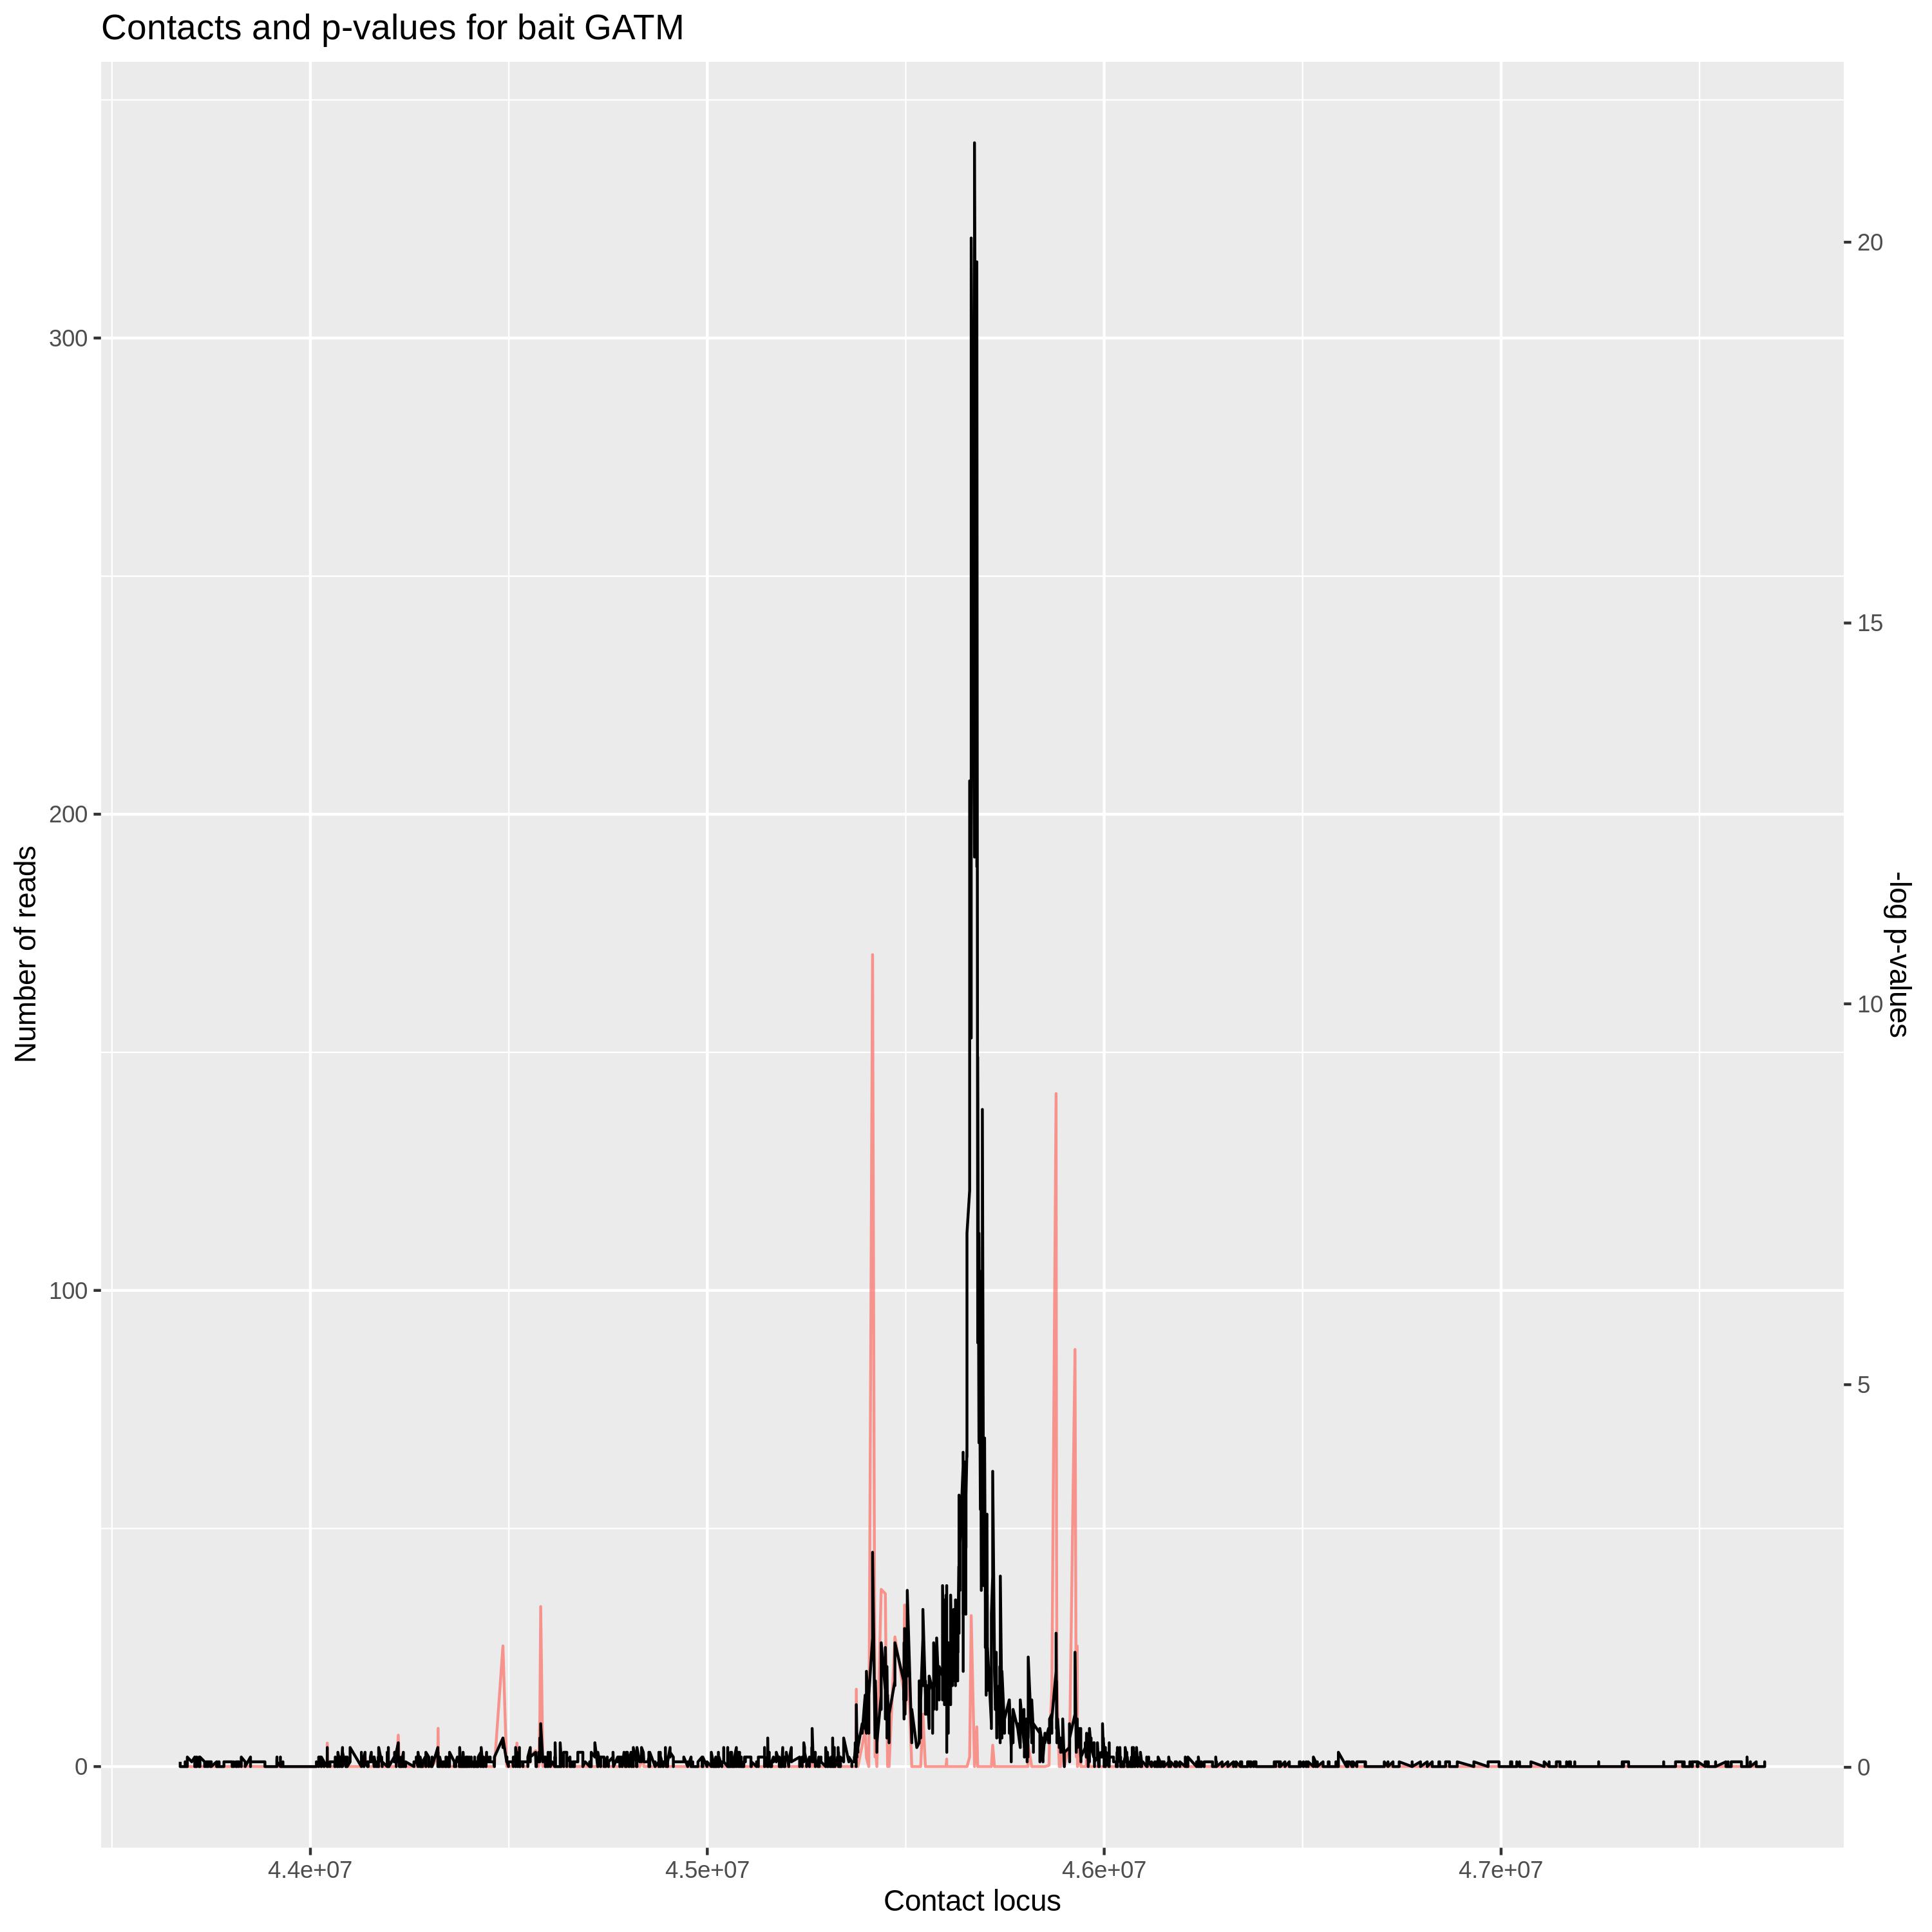 Contacts and p-values for bait GATM
Number of reads
300
200
100
0
20
15
10
5
0
-log p-values
4.4e+07
4.5e+07
4.6e+07
4.7e+07
Contact locus